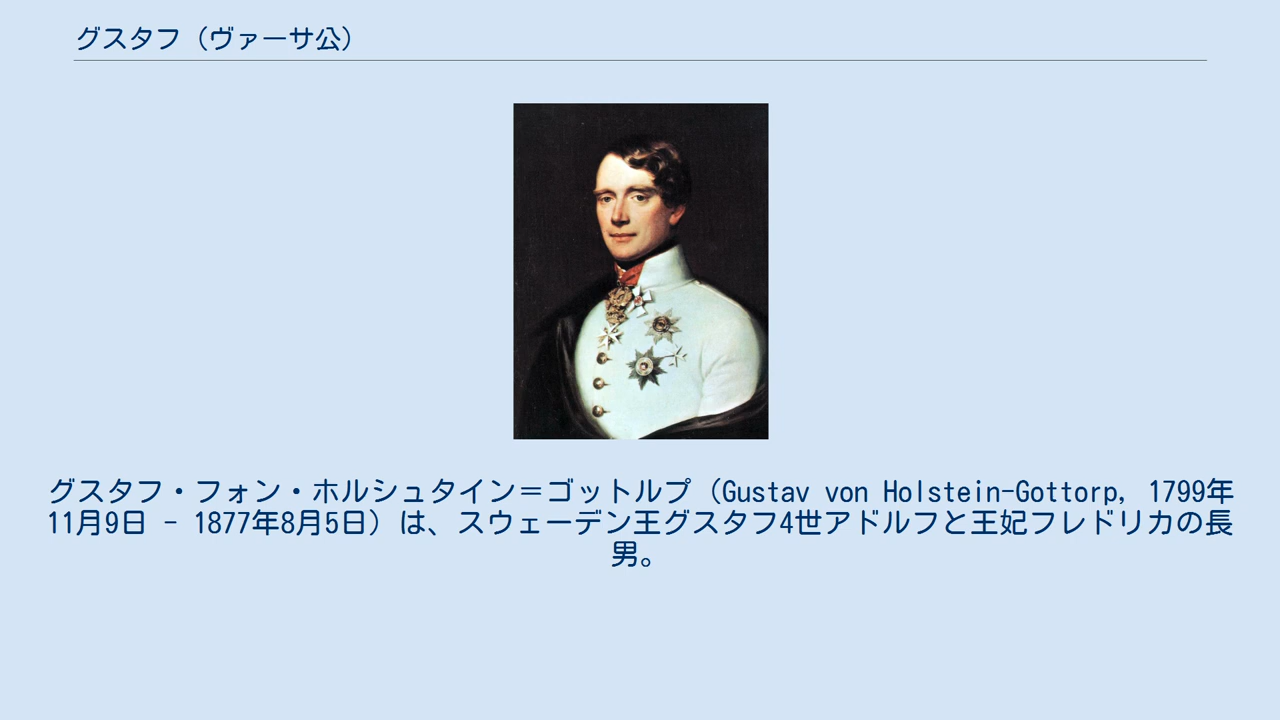 グスタフ（ヴァーサ公）
グスタフ・フォン・ホルシュタイン＝ゴットルプ（Gustav von Holstein-Gottorp, 1799年
11月9日 - 1877年8月5日）は、スウェーデン王グスタフ4世アドルフと王妃フレドリカの長
男。